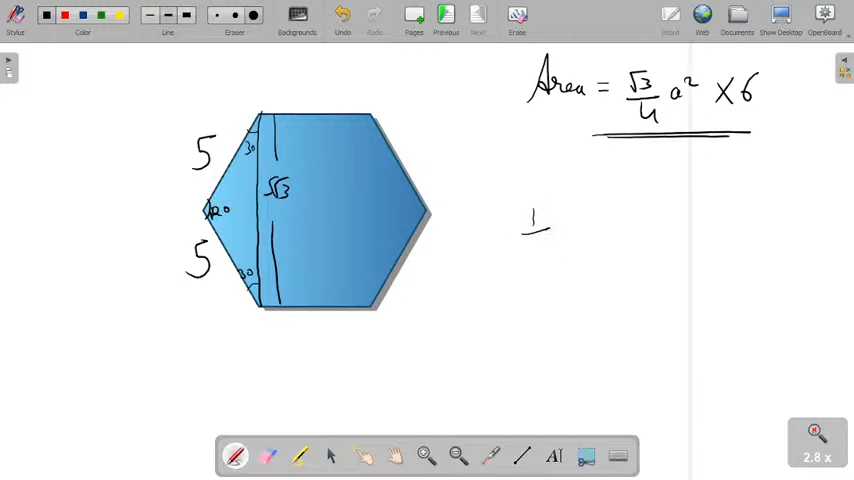 Stylus
Color
Line
Eraser
Backgrounds
Undo
Redo
Pages
Previous
Next
Erase
Board
Web
Documents
Show Desktop
OpenBoard
Area = √3/4 a² × 6
5
30
√3
120
5
30
1
2.8 x